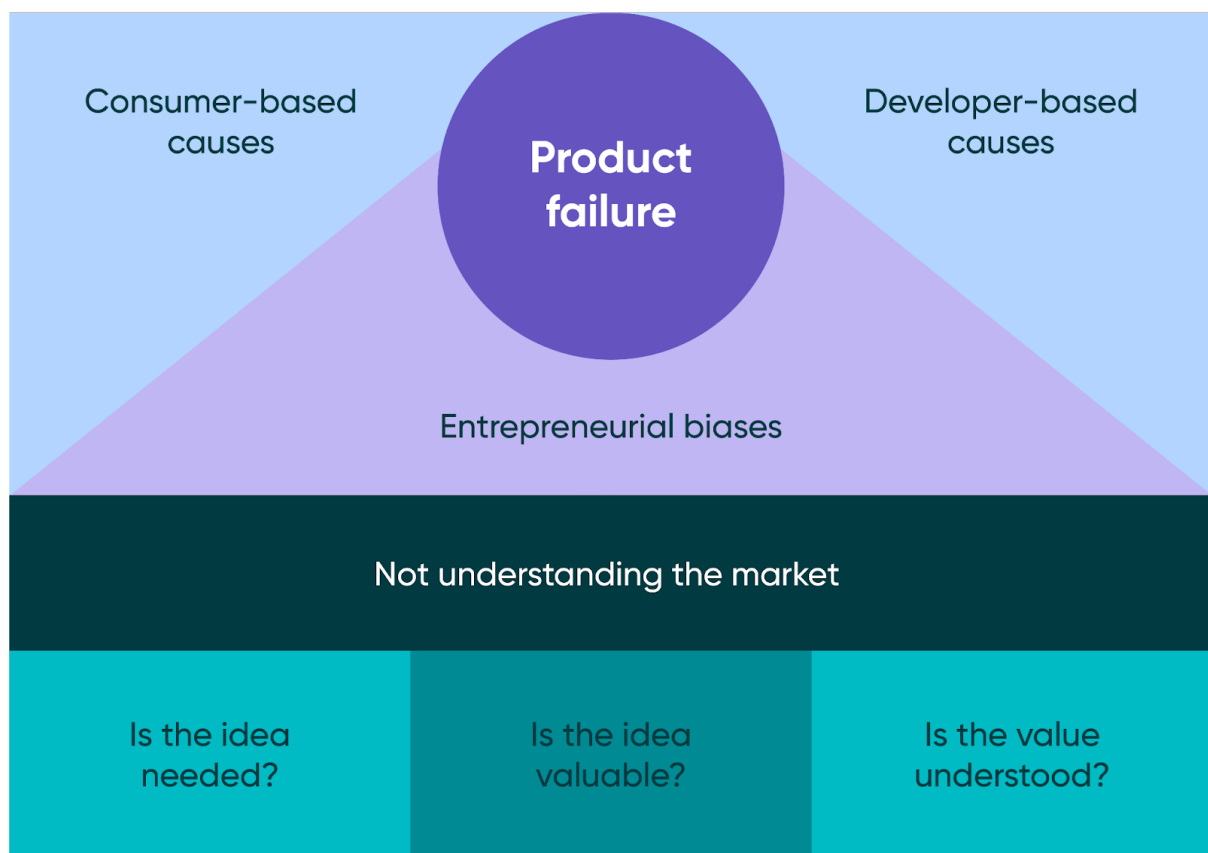 Consumer-based
causes
Product
failure
Developer-based
causes
Entrepreneurial biases
Not understanding the market
Is the idea
needed?
Is the idea
valuable?
Is the value
understood?